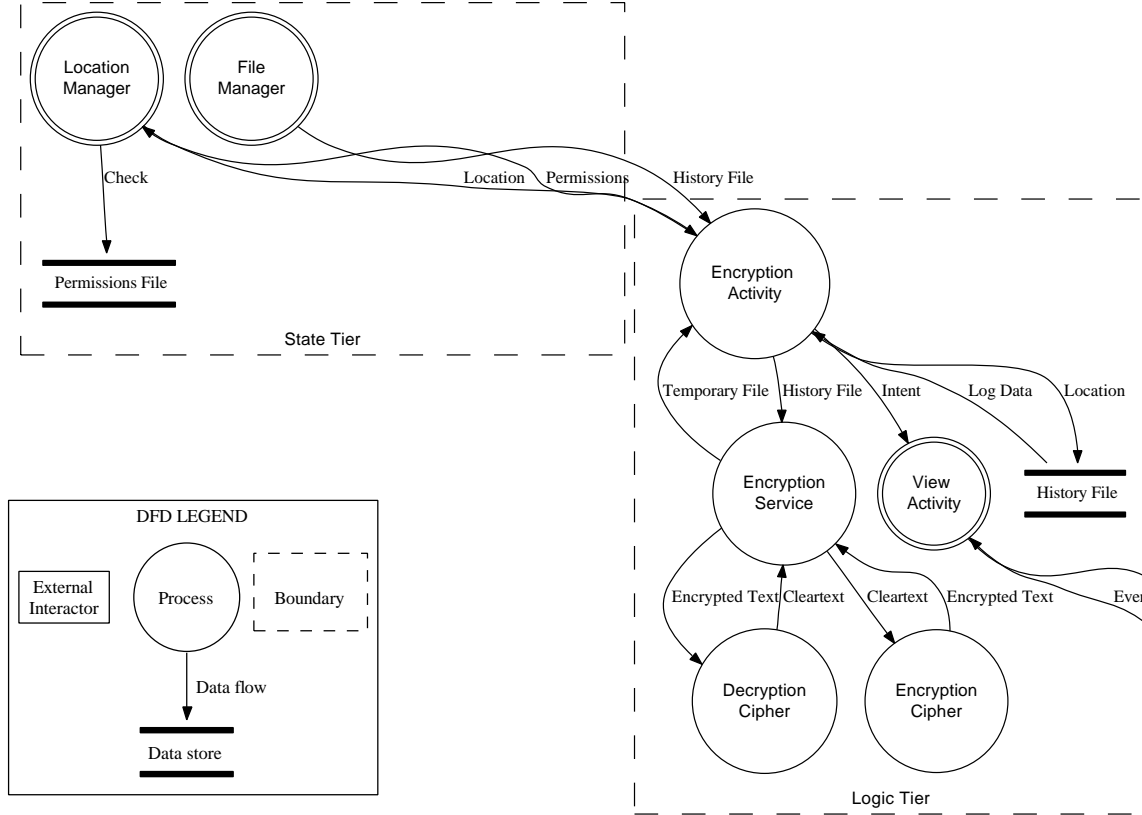 Location
Manager
File
Manager
Check
Location
Permissions
History File
Permissions File
State Tier
Encryption
Activity
Temporary File
History File
Intent
Log Data
Location
Encryption
Service
View
Activity
History File
Encrypted Text
Cleartext
Cleartext
Encrypted Text
Decryption
Cipher
Encryption
Cipher
Logic Tier
DFD LEGEND
External
Interactor
Process
Boundary
Data flow
Data store